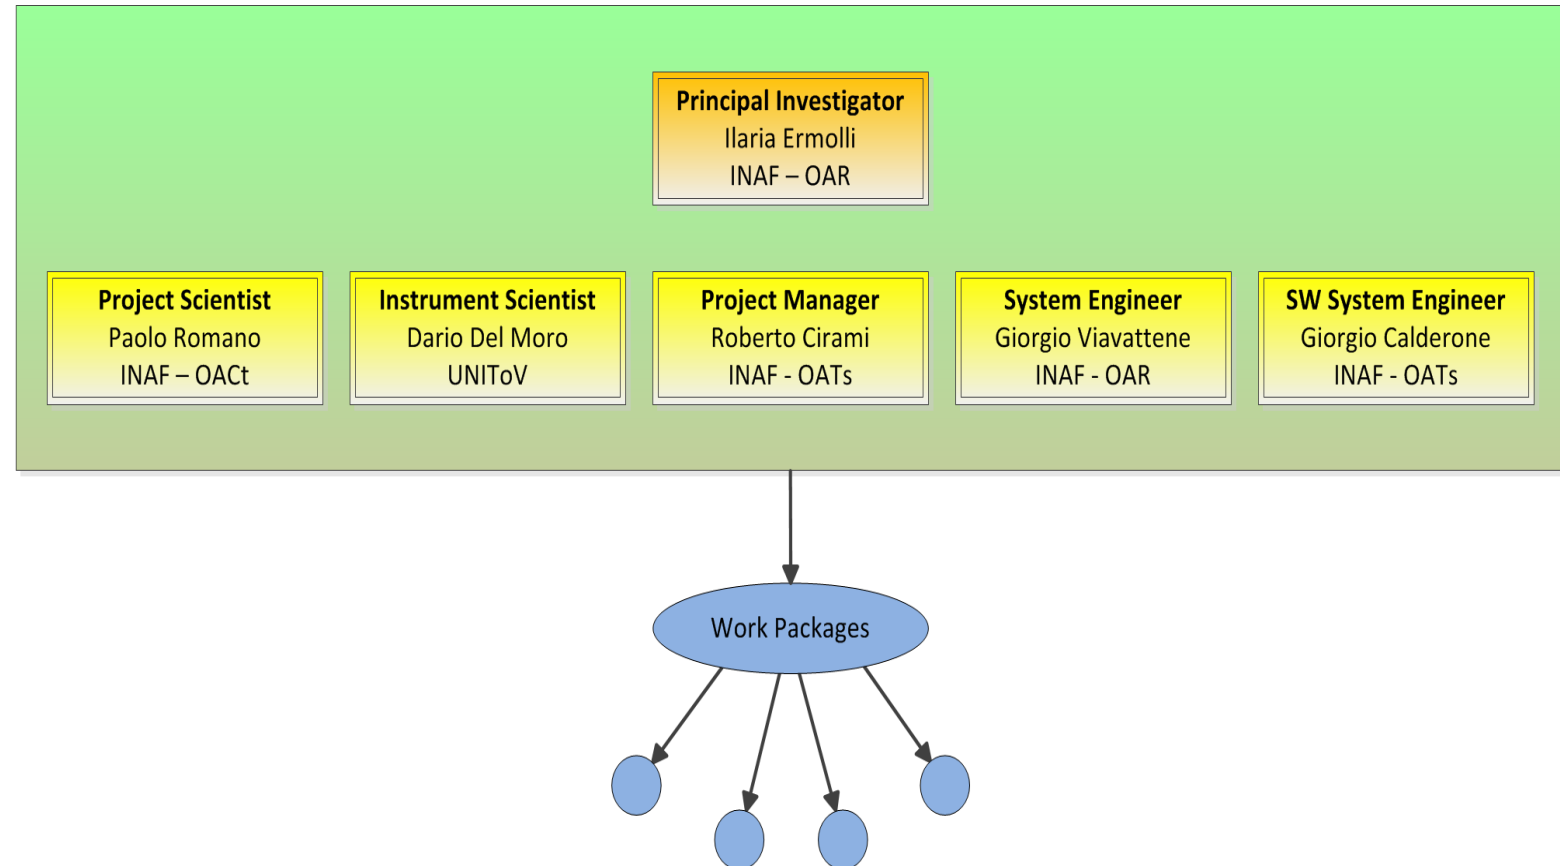 Principal Investigator
Ilaria Ermolli
INAF – OAR
Project Scientist
Paolo Romano
INAF – OACt
Instrument Scientist
Dario Del Moro
UNIToV
Project Manager
Roberto Cirami
INAF - OATs
System Engineer
Giorgio Viavattene
INAF - OAR
SW System Engineer
Giorgio Calderone
INAF - OATs
Work Packages